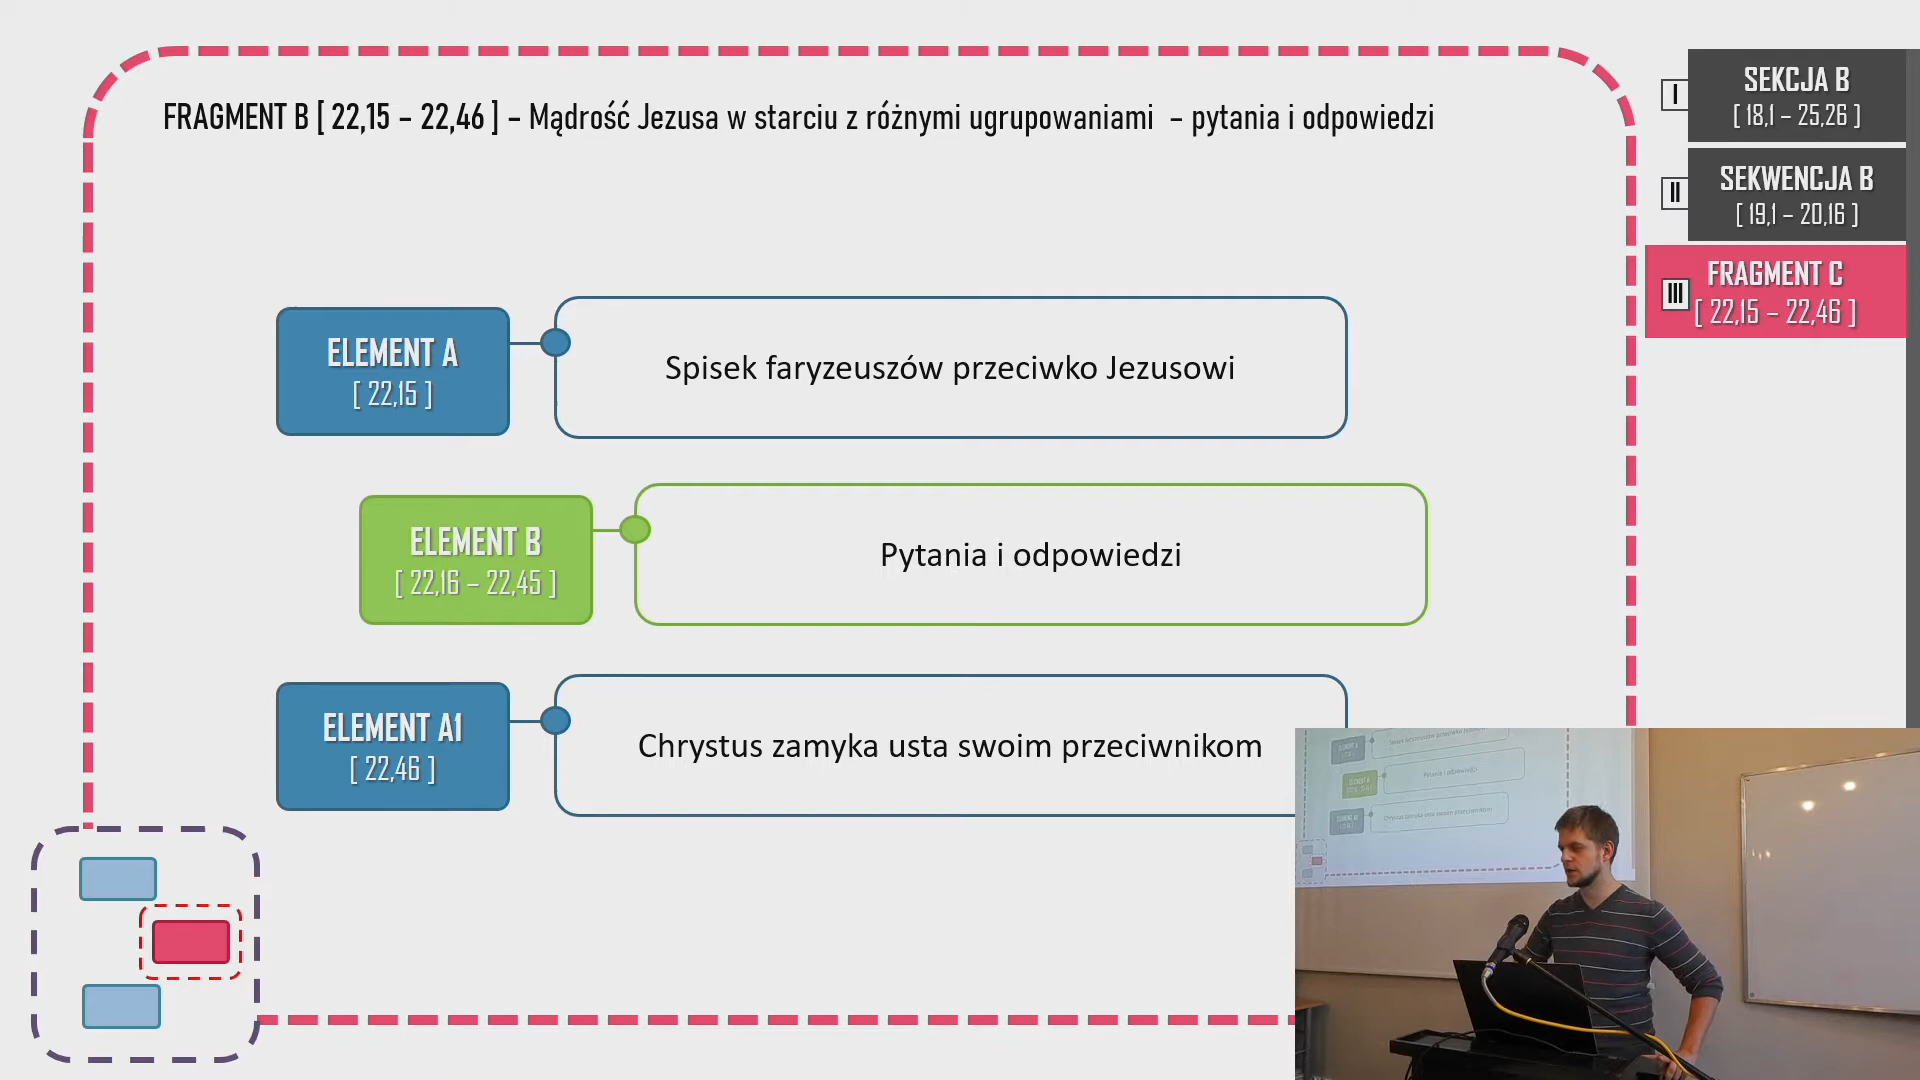 FRAGMENT B [ 22,15 – 22,46 ] – Mądrość Jezusa w starciu z różnymi ugrupowaniami – pytania i odpowiedzi
I
SEKCJA B
[ 18,1 – 25,26 ]
II
SEKWENCJA B
[ 19,1 – 20,16 ]
III
FRAGMENT C
[ 22,15 – 22,46 ]
ELEMENT A
[ 22,15 ]
Spisek faryzeuszów przeciwko Jezusowi
ELEMENT B
[ 22,16 – 22,45 ]
Pytania i odpowiedzi
ELEMENT A1
[ 22,46 ]
Chrystus zamyka usta swoim przeciwnikom